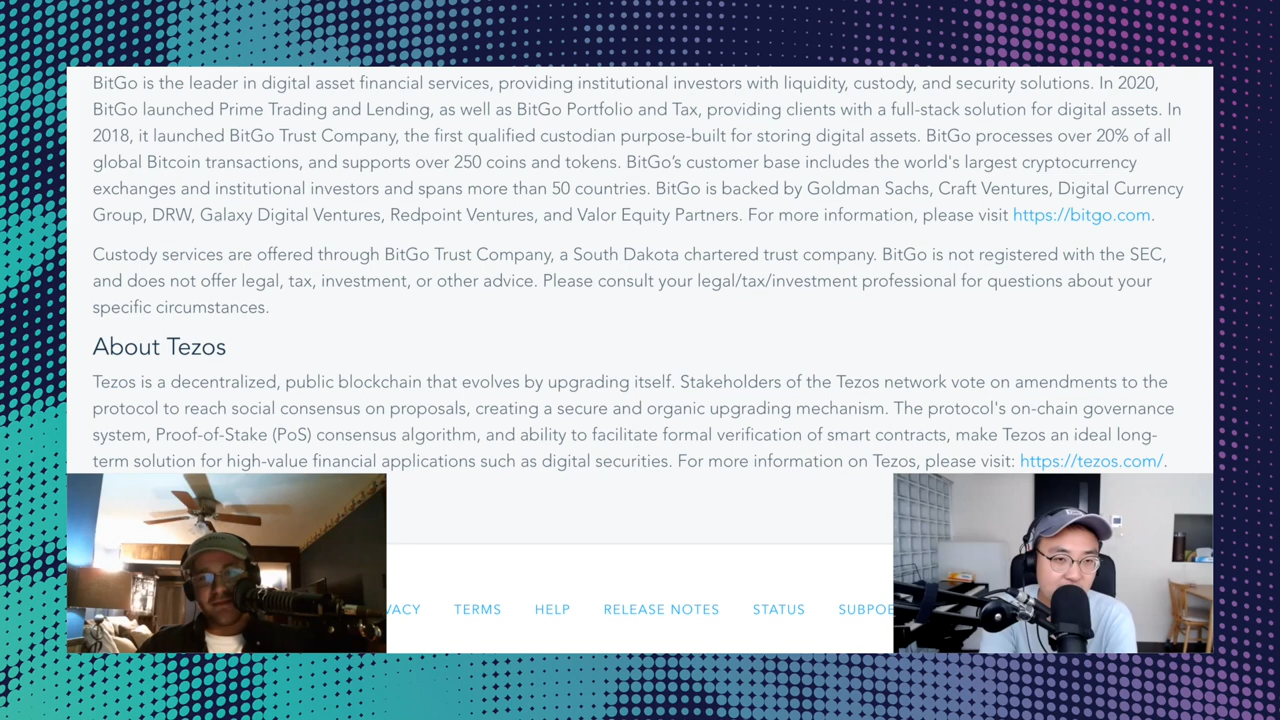 BitGo is the leader in digital asset financial services, providing institutional investors with liquidity, custody, and security solutions. In 2020,
BitGo launched Prime Trading and Lending, as well as BitGo Portfolio and Tax, providing clients with a full-stack solution for digital assets. In
2018, it launched BitGo Trust Company, the first qualified custodian purpose-built for storing digital assets. BitGo processes over 20% of all
global Bitcoin transactions, and supports over 250 coins and tokens. BitGo’s customer base includes the world's largest cryptocurrency
exchanges and institutional investors and spans more than 50 countries. BitGo is backed by Goldman Sachs, Craft Ventures, Digital Currency
Group, DRW, Galaxy Digital Ventures, Redpoint Ventures, and Valor Equity Partners. For more information, please visit https://bitgo.com.
Custody services are offered through BitGo Trust Company, a South Dakota chartered trust company. BitGo is not registered with the SEC,
and does not offer legal, tax, investment, or other advice. Please consult your legal/tax/investment professional for questions about your
specific circumstances.
About Tezos
Tezos is a decentralized, public blockchain that evolves by upgrading itself. Stakeholders of the Tezos network vote on amendments to the
protocol to reach social consensus on proposals, creating a secure and organic upgrading mechanism. The protocol's on-chain governance
system, Proof-of-Stake (PoS) consensus algorithm, and ability to facilitate formal verification of smart contracts, make Tezos an ideal long-
term solution for high-value financial applications such as digital securities. For more information on Tezos, please visit: https://tezos.com/.
VACY TERMS HELP RELEASE NOTES STATUS SUBPOE